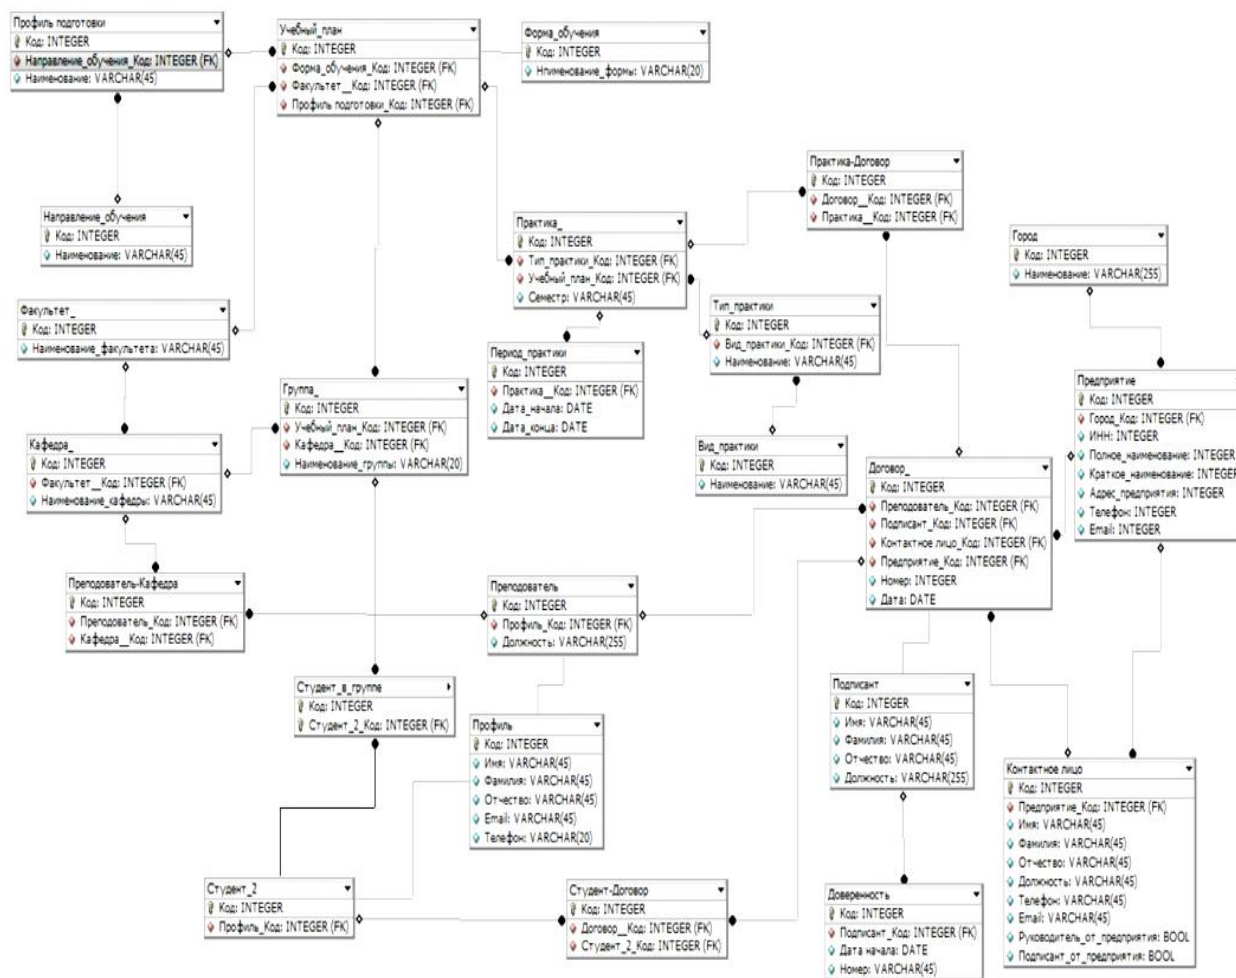 Профиль подготовки
Код: INTEGER
Направление_обучения_Код: INTEGER (FK)
Наименование: VARCHAR(45)
Учебный_план
Код: INTEGER
Форма_обучения_Код: INTEGER (FK)
Факультет__Код: INTEGER (FK)
Профиль подготовки_Код: INTEGER (FK)
Форма_обучения
Код: INTEGER
Нпименование_формы: VARCHAR(20)
Направление_обучения
Код: INTEGER
Наименование: VARCHAR(45)
Практика_
Код: INTEGER
Тип_практики_Код: INTEGER (FK)
Учебный_план_Код: INTEGER (FK)
Семестр: VARCHAR(45)
Практика-Договор
Код: INTEGER
Договор__Код: INTEGER (FK)
Практика__Код: INTEGER (FK)
Город
Код: INTEGER
Наименование: VARCHAR(255)
Факультет_
Код: INTEGER
Наименование_факультета: VARCHAR(45)
Период_практики
Код: INTEGER
Практика__Код: INTEGER (FK)
Дата_начала: DATE
Дата_конца: DATE
Тип_практики
Код: INTEGER
Вид_практики_Код: INTEGER (FK)
Наименование: VARCHAR(45)
Предприятие
Код: INTEGER
Город_Код: INTEGER (FK)
ИНН: INTEGER
Полное_наименование: INTEGER
Краткое_наименование: INTEGER
Адрес_предприятия: INTEGER
Телефон: INTEGER
Email: INTEGER
Группа_
Код: INTEGER
Учебный_план_Код: INTEGER (FK)
Кафедра__Код: INTEGER (FK)
Наименование_группы: VARCHAR(20)
Кафедра_
Код: INTEGER
Факультет__Код: INTEGER (FK)
Наименование_кафедры: VARCHAR(45)
Вид_практики
Код: INTEGER
Наименование: VARCHAR(45)
Договор_
Код: INTEGER
Преподователь_Код: INTEGER (FK)
Подписант_Код: INTEGER (FK)
Контактное лицо_Код: INTEGER (FK)
Предприятие_Код: INTEGER (FK)
Номер: INTEGER
Дата: DATE
Преподователь-Кафедра
Код: INTEGER
Преподователь_Код: INTEGER (FK)
Кафедра__Код: INTEGER (FK)
Преподователь
Код: INTEGER
Профиль_Код: INTEGER (FK)
Должность: VARCHAR(255)
Студент_в_группе
Код: INTEGER
Студент_2_Код: INTEGER (FK)
Профиль
Код: INTEGER
Имя: VARCHAR(45)
Фамилия: VARCHAR(45)
Отчество: VARCHAR(45)
Email: VARCHAR(45)
Телефон: VARCHAR(20)
Подписант
Код: INTEGER
Имя: VARCHAR(45)
Фамилия: VARCHAR(45)
Отчество: VARCHAR(45)
Должность: VARCHAR(255)
Контактное лицо
Код: INTEGER
Предприятие_Код: INTEGER (FK)
Имя: VARCHAR(45)
Фамилия: VARCHAR(45)
Отчество: VARCHAR(45)
Должность: VARCHAR(45)
Телефон: VARCHAR(45)
Email: VARCHAR(45)
Руководитель_от_предприятия: BOOL
Подписант_от_предприятия: BOOL
Студент_2
Код: INTEGER
Профиль_Код: INTEGER (FK)
Студент-Договор
Код: INTEGER
Договор__Код: INTEGER (FK)
Студент_2_Код: INTEGER (FK)
Доверенность
Код: INTEGER
Подписант_Код: INTEGER (FK)
Дата начала: DATE
Номер: VARCHAR(45)